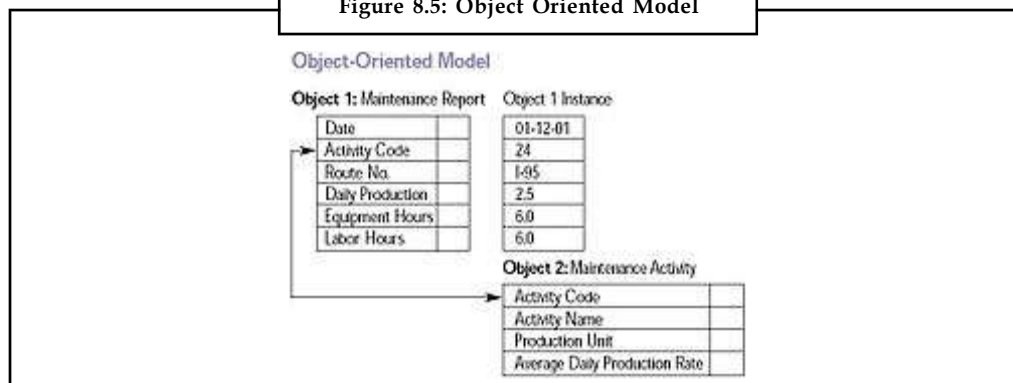 Figure 8.5: Object Oriented Model
Object-Oriented Model
Object 1: Maintenance Report Object 1 Instance
Date 01-12-01
Activity Code 24
Route No. I-95
Daily Production 2.5
Equipment Hours 6.0
Labor Hours 6.0
Object 2: Maintenance Activity
Activity Code
Activity Name
Production Unit
Average Daily Production Rate